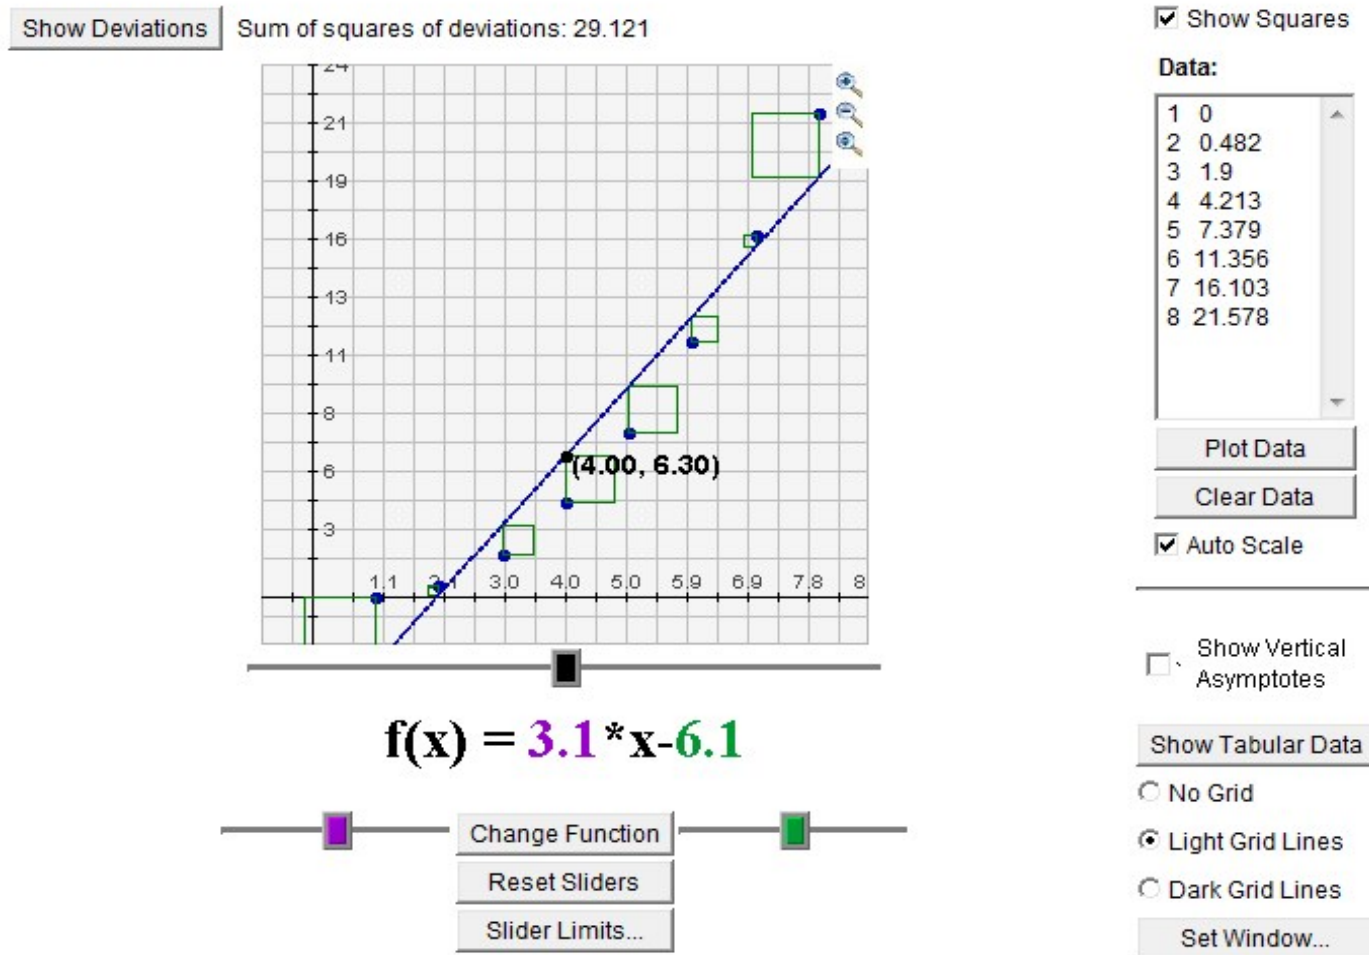 Show Deviations Sum of squares of deviations: 29.121
24
21
19
16
13
11
8
6
3
1.1 2.1 3.0 4.0 5.0 5.9 6.9 7.8 8
(4.00, 6.30)
f(x) = 3.1*x-6.1
Change Function
Reset Sliders
Slider Limits...
Show Squares
Data:
1 0
2 0.482
3 1.9
4 4.213
5 7.379
6 11.356
7 16.103
8 21.578
Plot Data
Clear Data
Auto Scale
Show Vertical
Asymptotes
Show Tabular Data
No Grid
Light Grid Lines
Dark Grid Lines
Set Window...